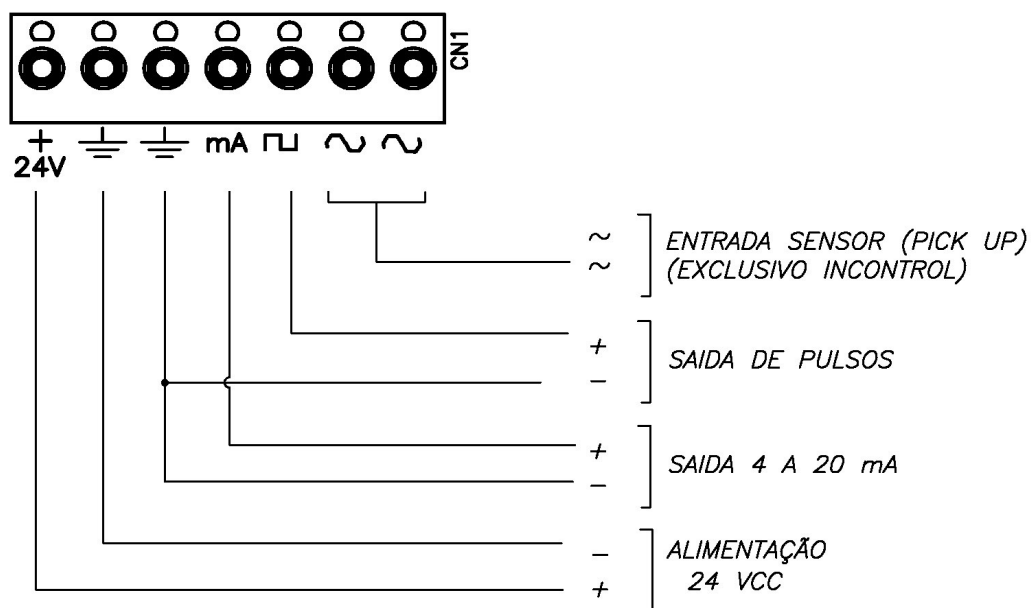 CN1
+ mA
24V
~
~
ENTRADA SENSOR (PICK UP)
(EXCLUSIVO INCONTROL)
+
-
SAIDA DE PULSOS
+
-
SAIDA 4 A 20 mA
-
+
ALIMENTAÇÃO
24 VCC